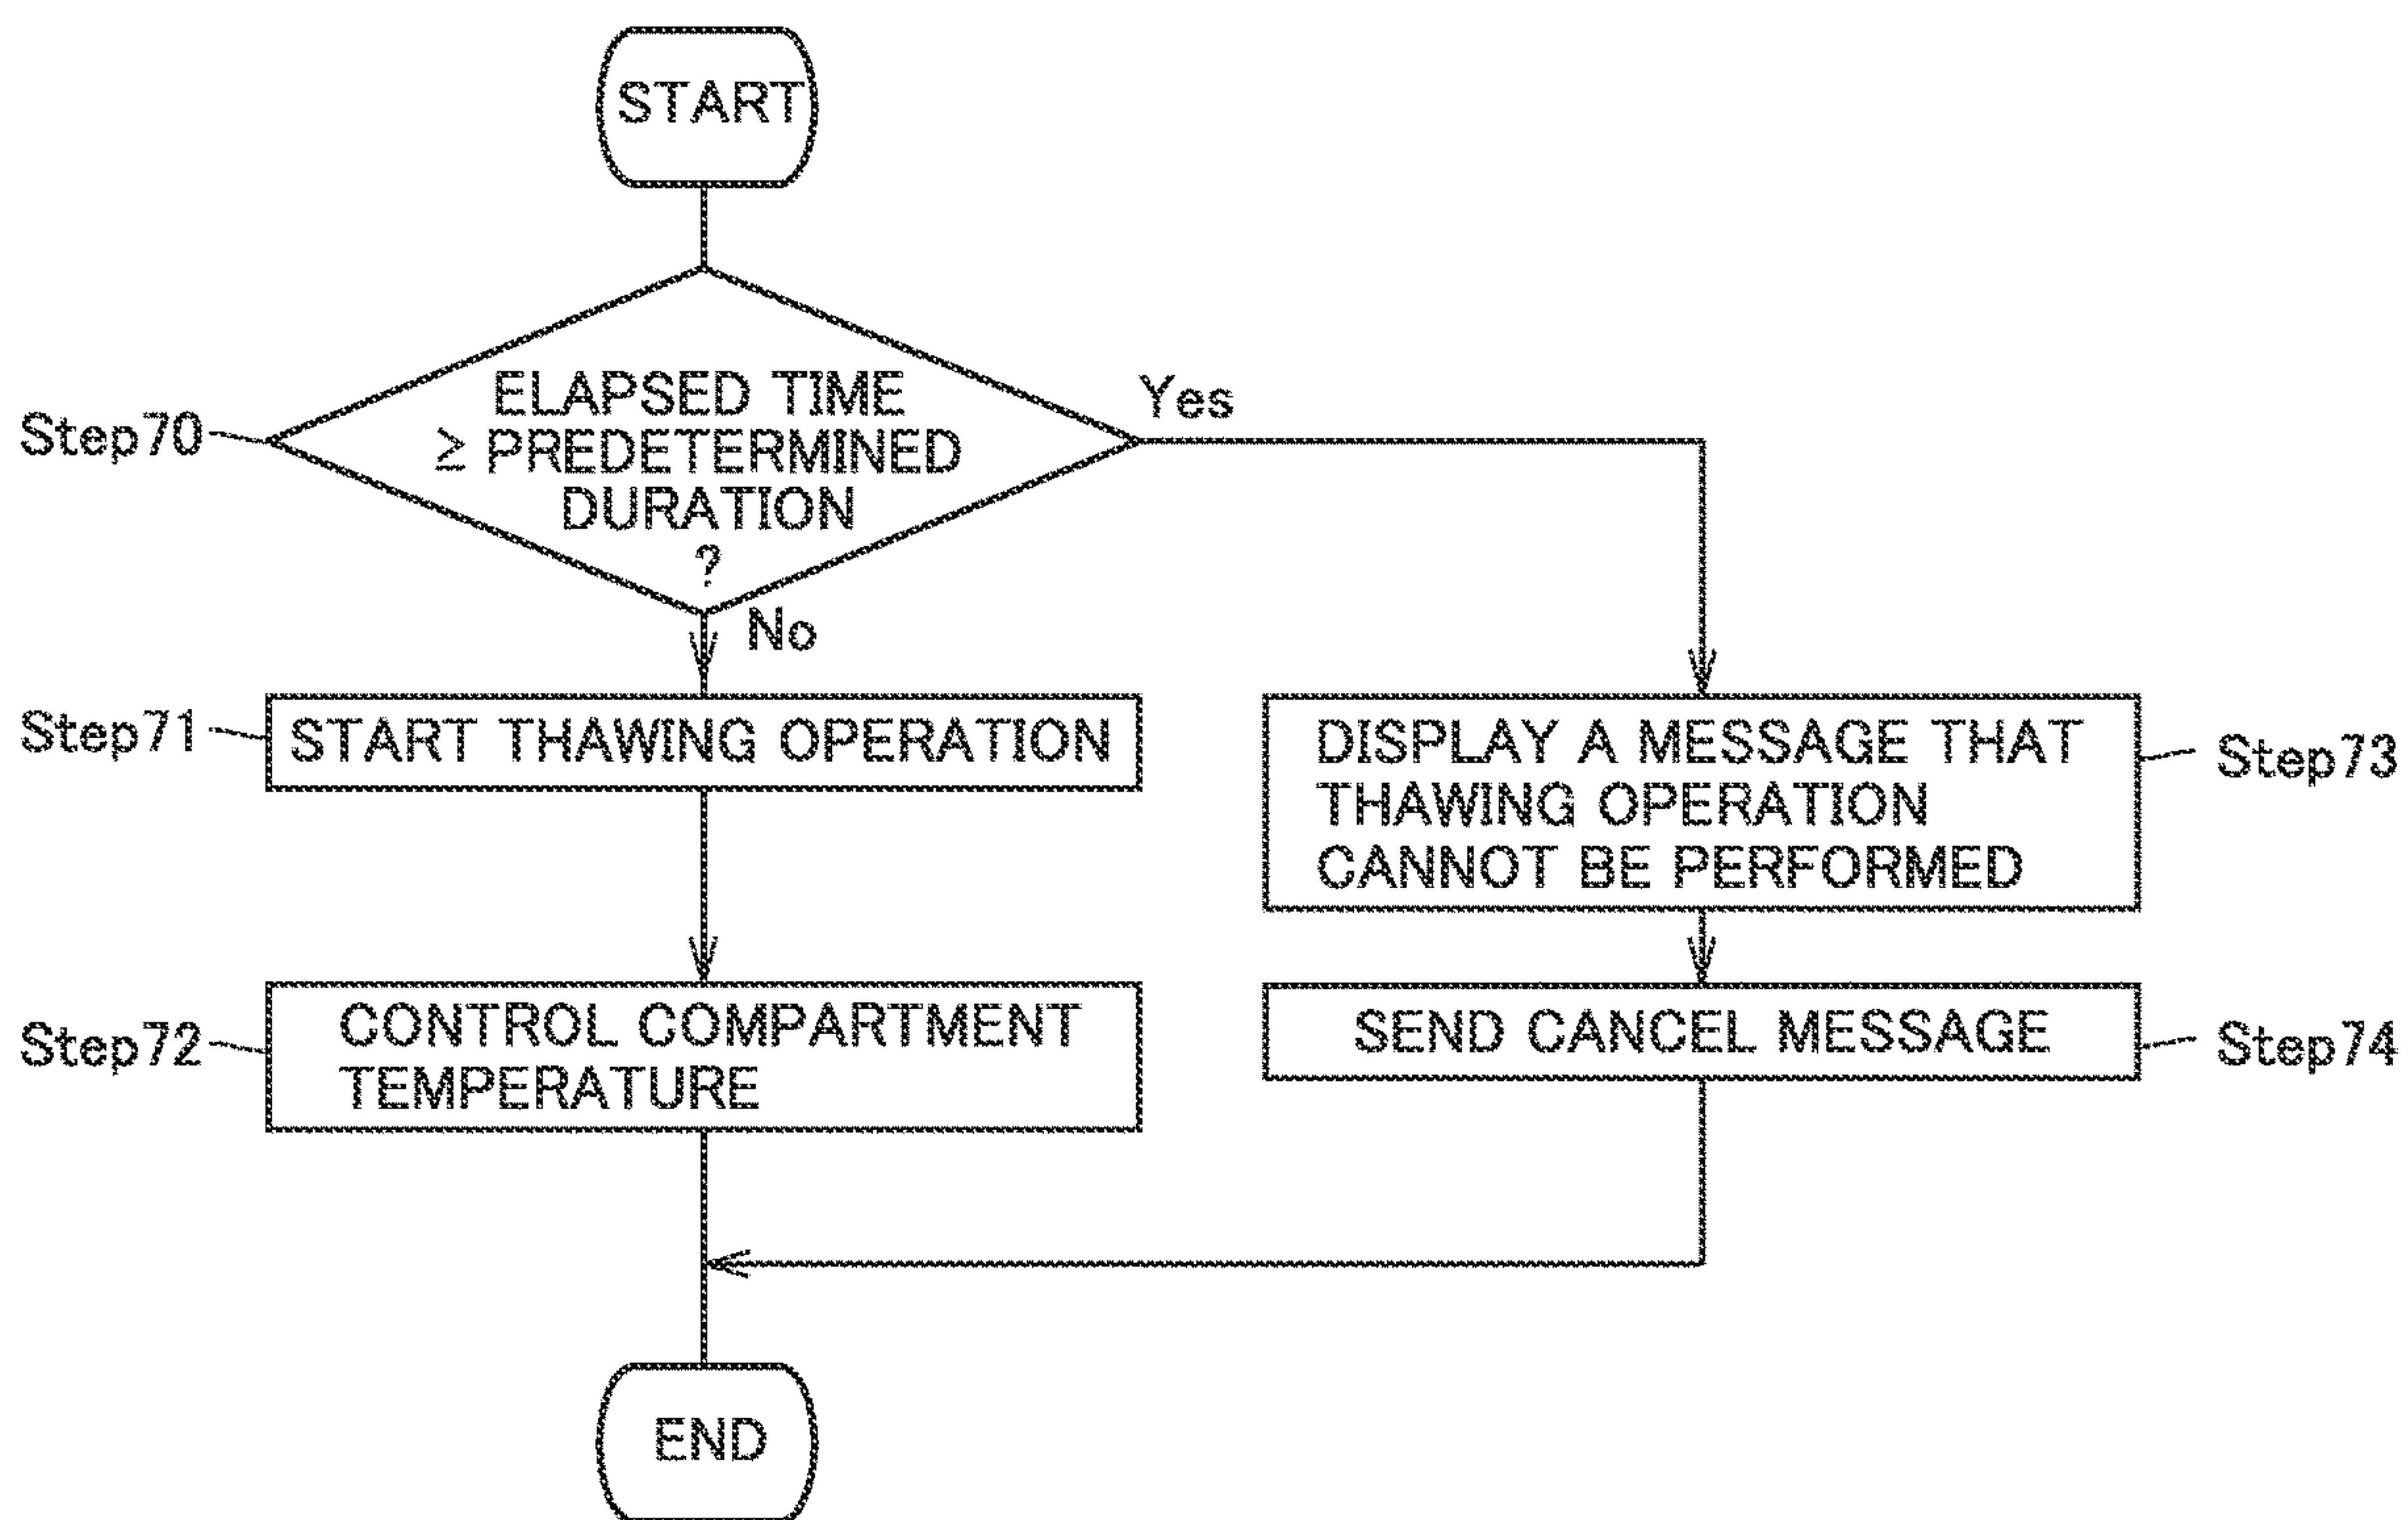 START
ELAPSED TIME
≥ PREDETERMINED
DURATION
?
Yes
Step70
No
Step71
START THAWING OPERATION
DISPLAY A MESSAGE THAT
THAWING OPERATION
CANNOT BE PERFORMED
Step73
Step72
CONTROL COMPARTMENT
TEMPERATURE
SEND CANCEL MESSAGE
Step74
END